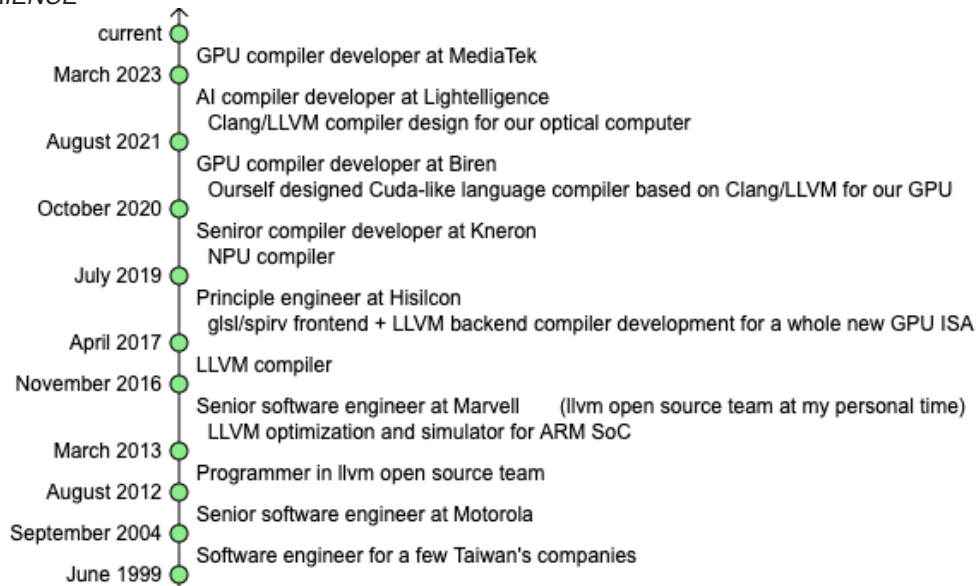 current
GPU compiler developer at MediaTek
March 2023
AI compiler developer at Lightelligence
Clang/LLVM compiler design for our optical computer
August 2021
GPU compiler developer at Biren
Ourself designed Cuda-like language compiler based on Clang/LLVM for our GPU
October 2020
Seniror compiler developer at Kneron
NPU compiler
July 2019
Principle engineer at Hisilcon
glsl/spirv frontend + LLVM backend compiler development for a whole new GPU ISA
April 2017
LLVM compiler
November 2016
Senior software engineer at Marvell (llvm open source team at my personal time)
LLVM optimization and simulator for ARM SoC
March 2013
Programmer in llvm open source team
August 2012
Senior software engineer at Motorola
September 2004
Software engineer for a few Taiwan's companies
June 1999